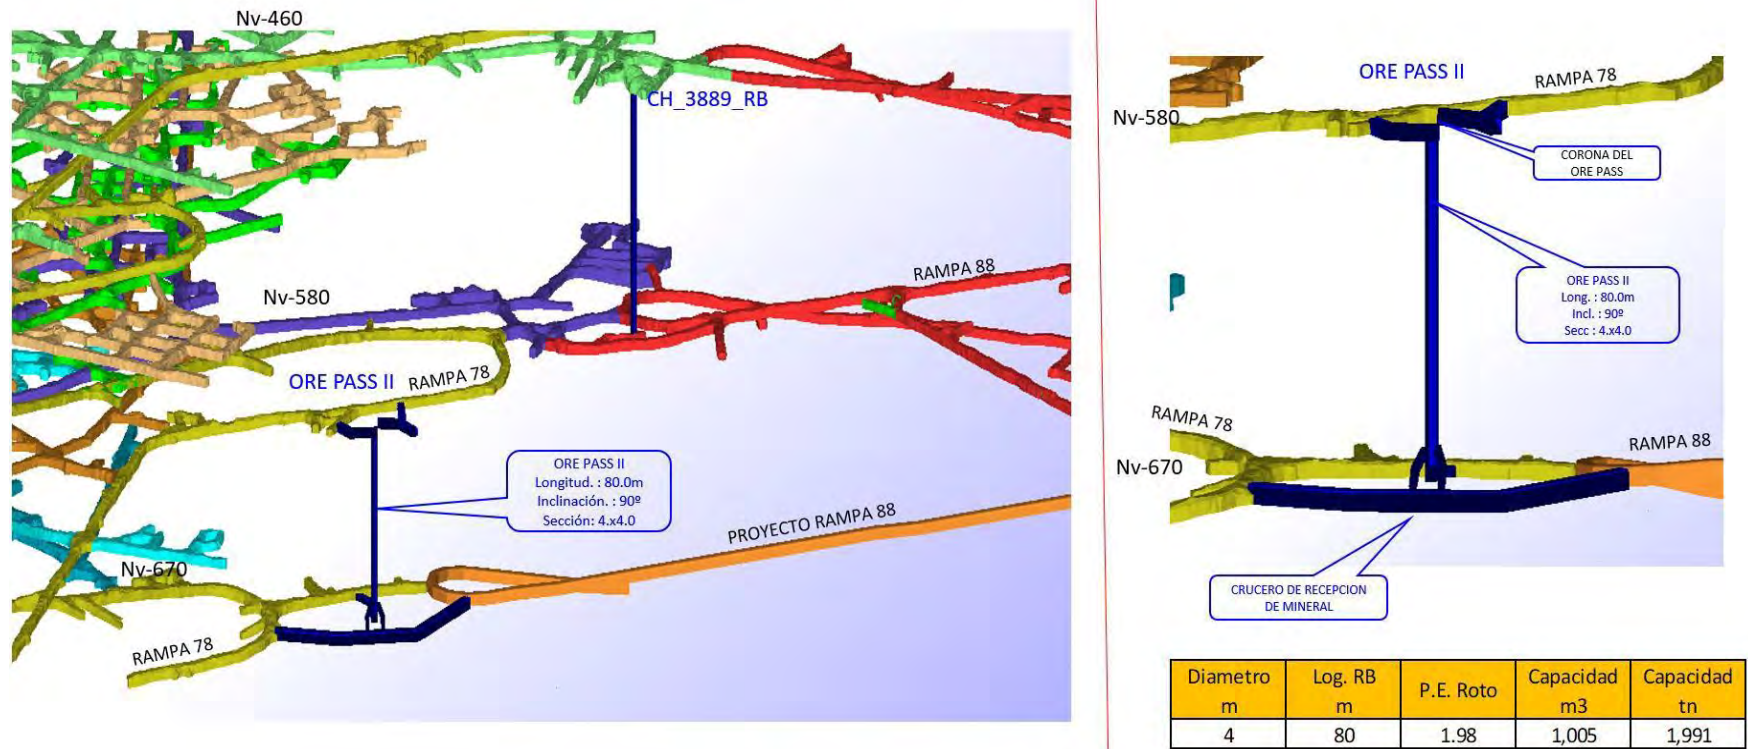 Nv-460
CH_3889_RB
RAMPA 88
Nv-580
ORE PASS II
RAMPA 78
ORE PASS II
Longitud. : 80.0m
Inclinación. : 90º
Sección: 4.x4.0
PROYECTO RAMPA 88
Nv-670
RAMPA 78
ORE PASS II
RAMPA 78
Nv-580
CORONA DEL
ORE PASS
ORE PASS II
Long. : 80.0m
Incl. : 90º
Secc : 4.x4.0
RAMPA 78
RAMPA 88
Nv-670
CRUCERO DE RECEPCION
DE MINERAL
Diametro m Log. RB m P.E. Roto Capacidad m3 Capacidad tn
4 80 1.98 1,005 1,991